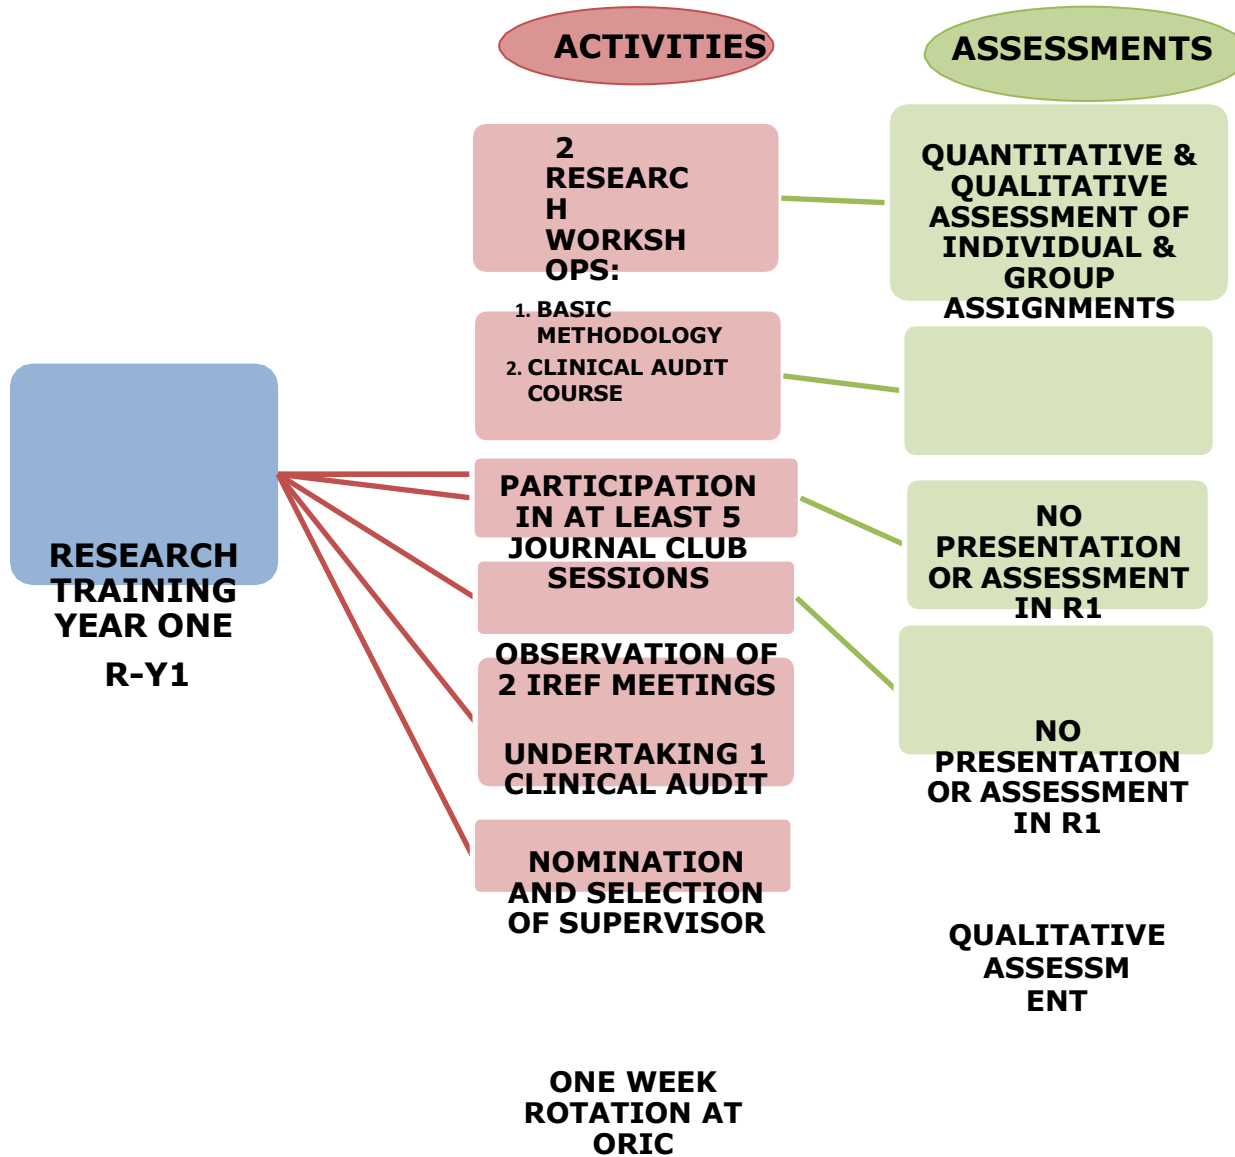 ACTIVITIES
ASSESSMENTS
2
RESEARC
H
WORKSH
OPS:
1. BASIC
METHODOLOGY
2. CLINICAL AUDIT
COURSE
QUANTITATIVE &
QUALITATIVE
ASSESSMENT OF
INDIVIDUAL &
GROUP
ASSIGNMENTS
RESEARCH
TRAINING
YEAR ONE
R-Y1
PARTICIPATION
IN AT LEAST 5
JOURNAL CLUB
SESSIONS
NO
PRESENTATION
OR ASSESSMENT
IN R1
OBSERVATION OF
2 IREF MEETINGS
NO
PRESENTATION
OR ASSESSMENT
IN R1
UNDERTAKING 1
CLINICAL AUDIT
QUALITATIVE
ASSESSM
ENT
NOMINATION
AND SELECTION
OF SUPERVISOR
ONE WEEK
ROTATION AT
ORIC